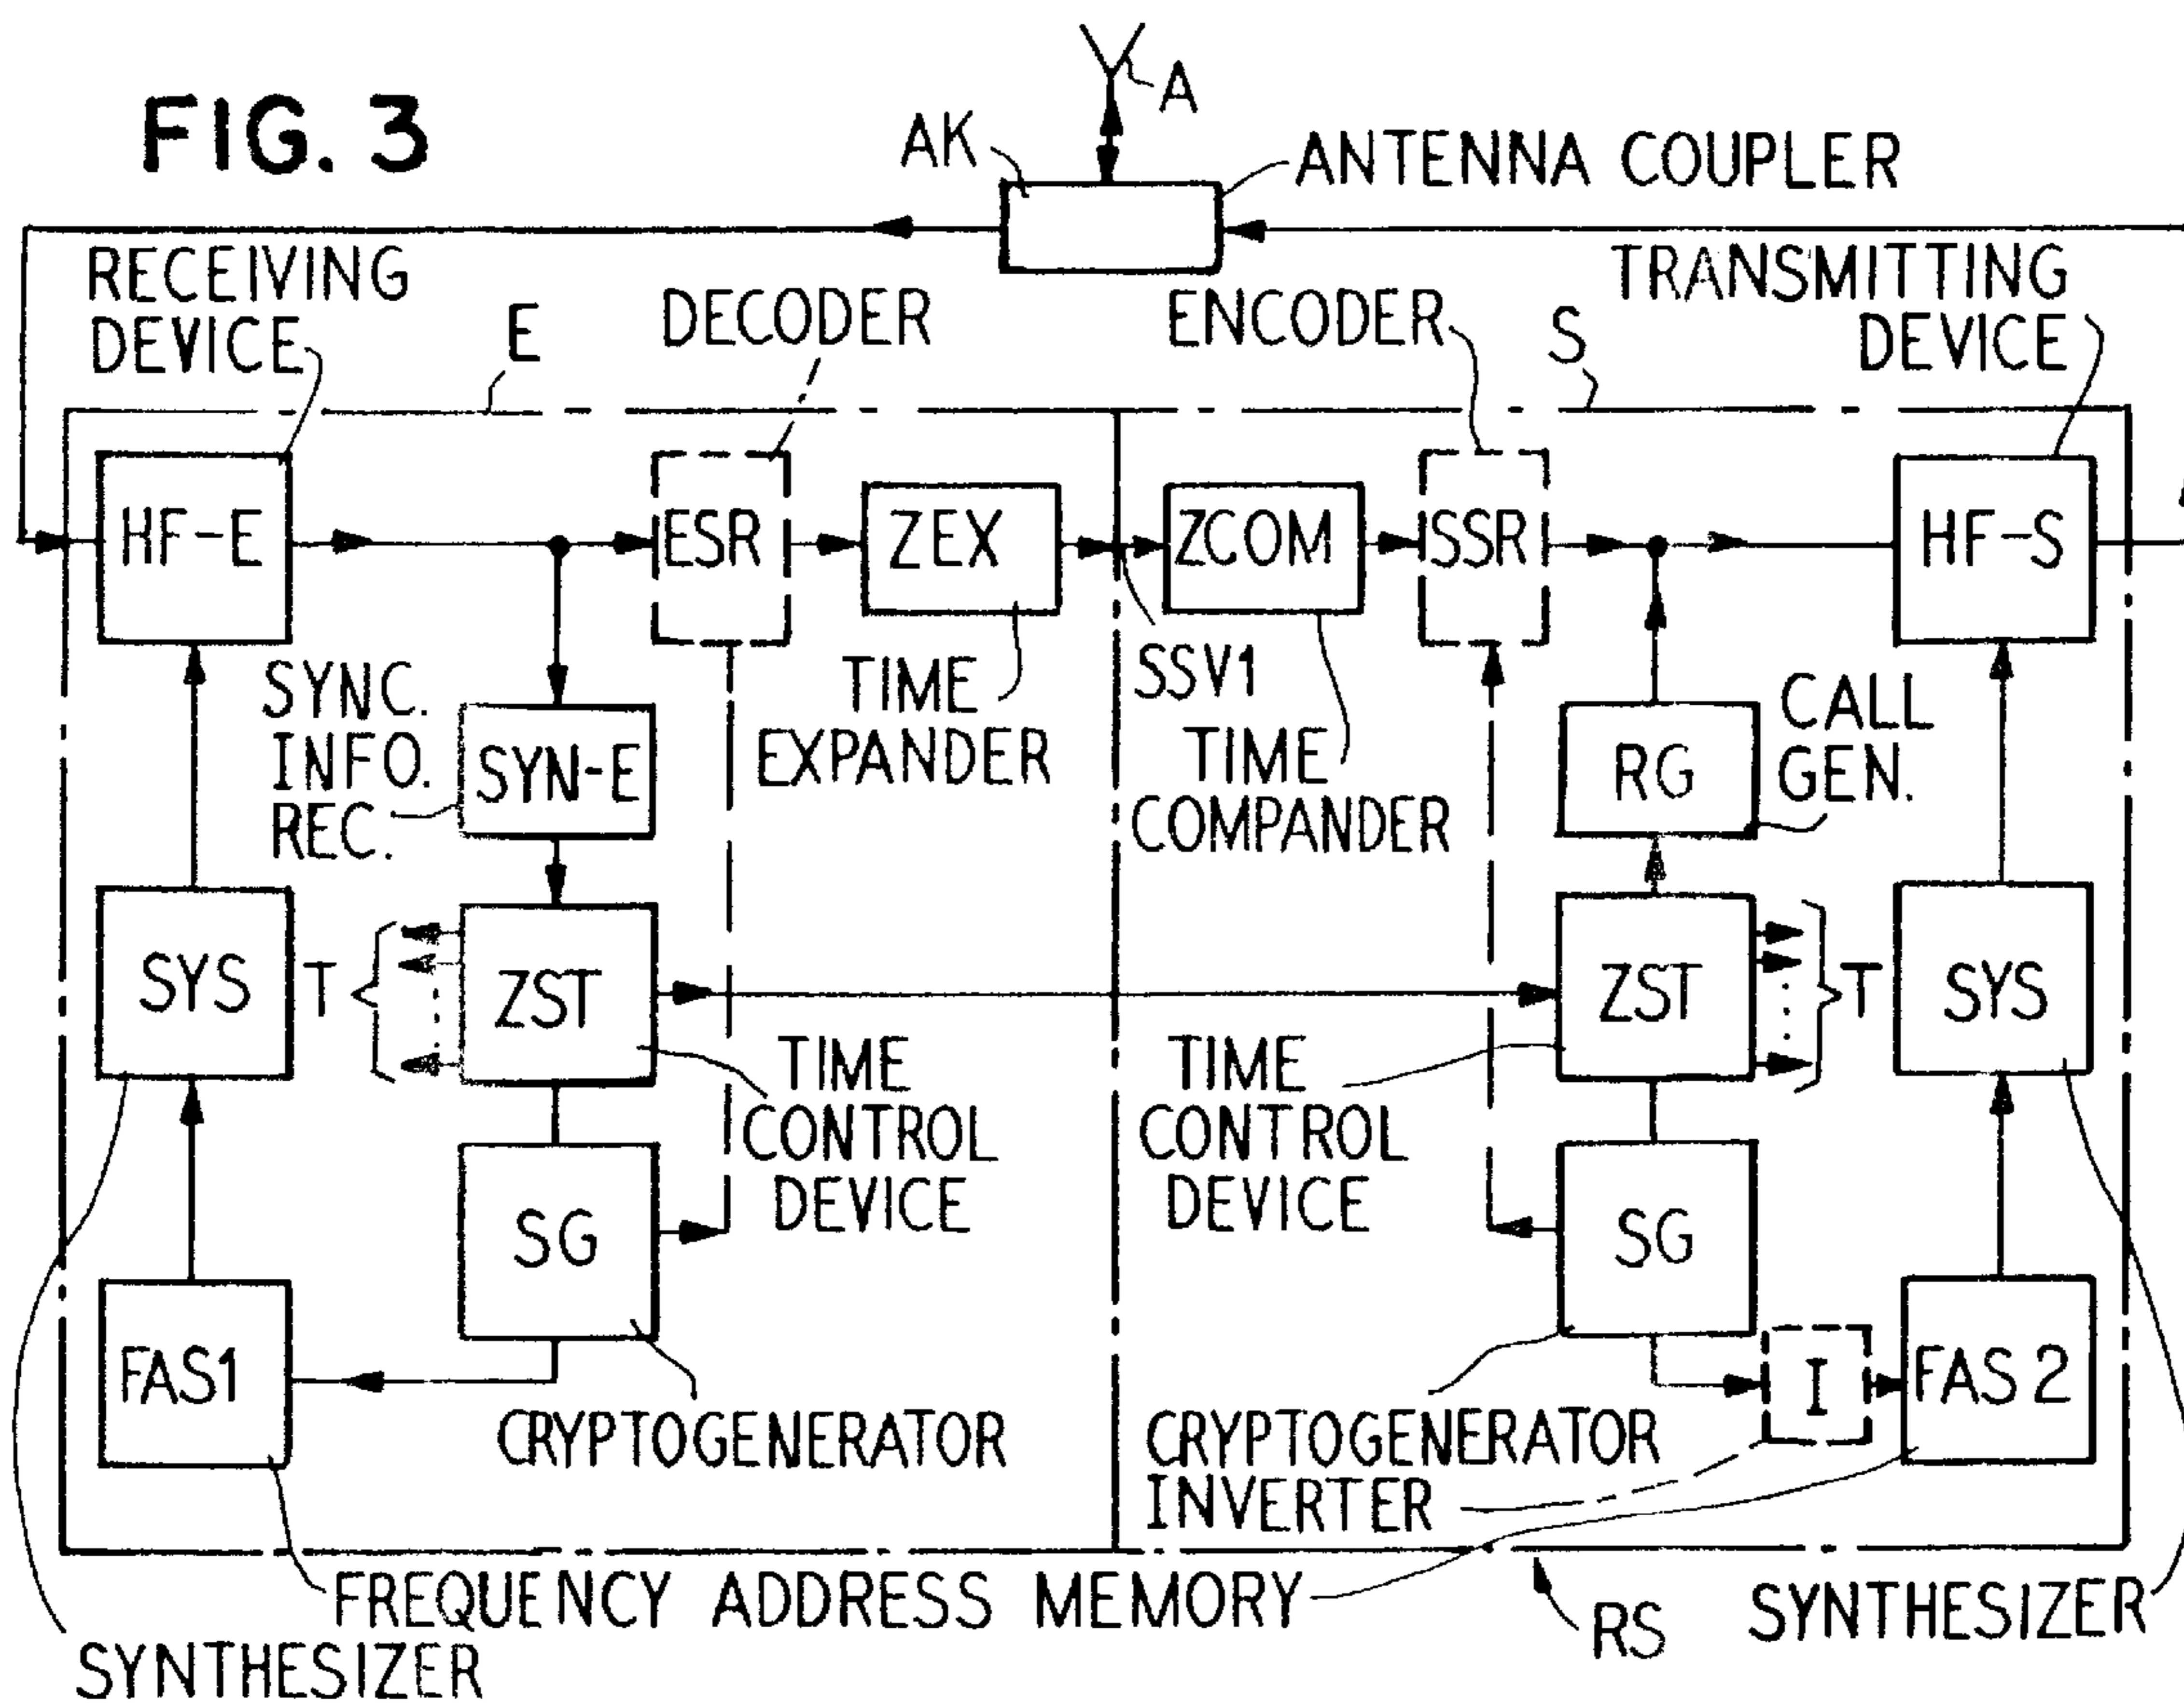 FIG. 3
A
AK
ANTENNA COUPLER
RECEIVING
DEVICE
E
DECODER
ENCODER
S
TRANSMITTING
DEVICE
HF-E
ESR
ZEX
ZCOM
SSR
HF-S
SSV1
SYNC.
INFO.
REC.
SYN-E
TIME
EXPANDER
TIME
COMPANDER
RG
CALL
GEN.
SYS
T
ZST
ZST
T
SYS
TIME
CONTROL
DEVICE
TIME
CONTROL
DEVICE
SG
SG
FAS1
I
FAS 2
CRYPTOGENERATOR
CRYPTOGENERATOR
INVERTER
FREQUENCY ADDRESS MEMORY
RS
SYNTHESIZER
SYNTHESIZER